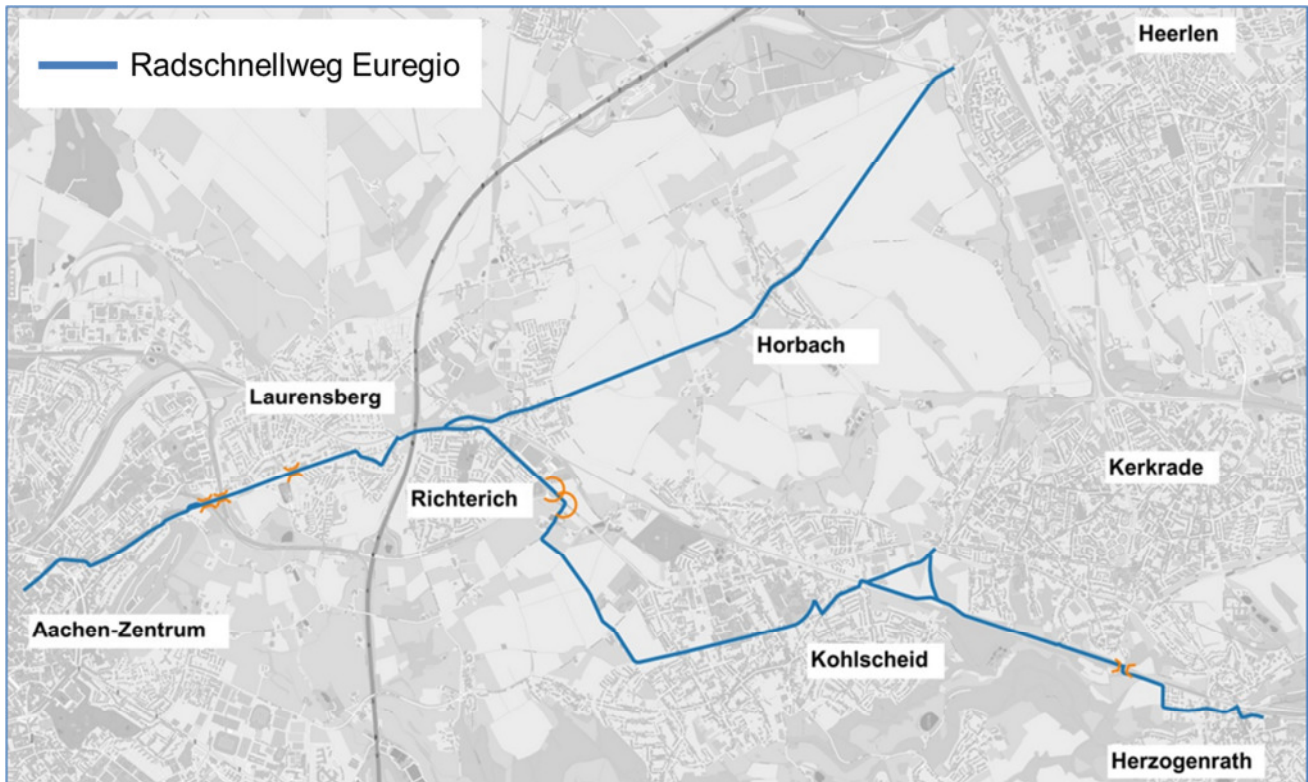 Radschnellweg Euregio
Heerlen
Horbach
Laurensberg
Kerkrade
Richterich
Aachen-Zentrum
Kohlscheid
Herzogenrath